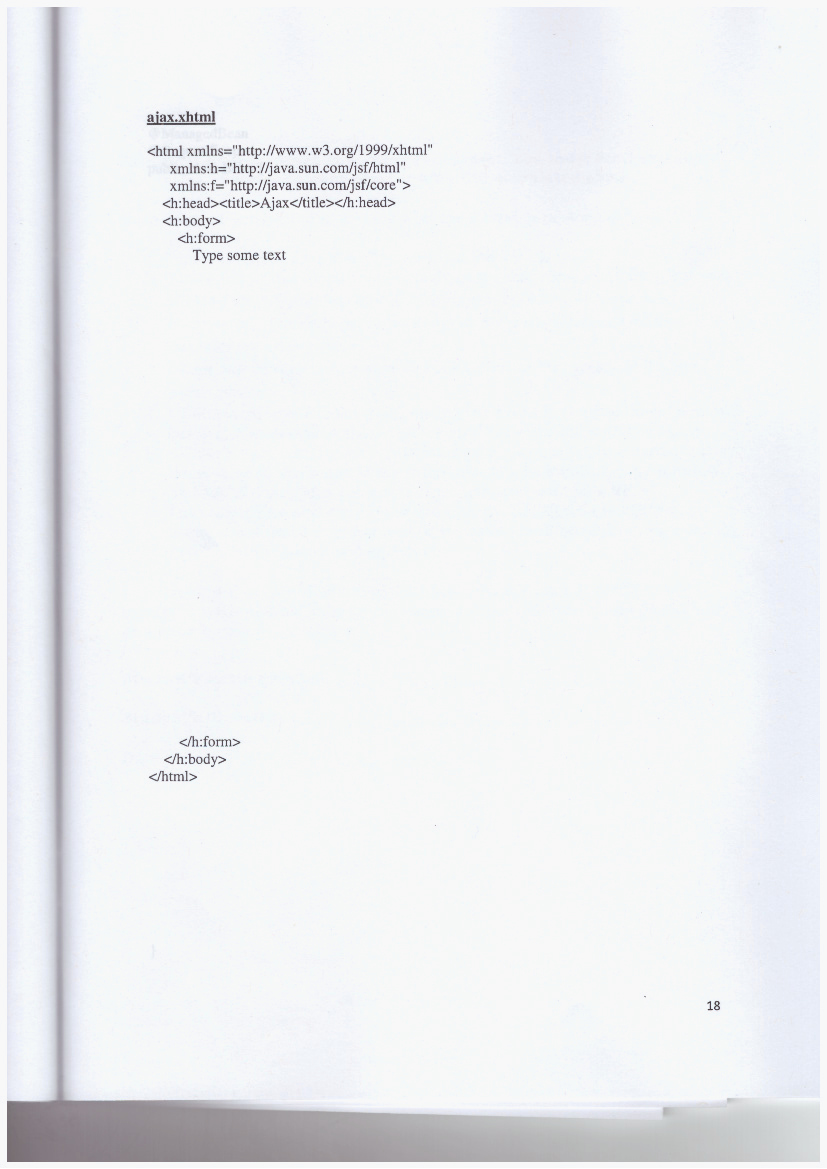 ajax.xhtml
<html xmlns="http://www.w3.org/1999/xhtml"
xmlns:h="http://java.sun.com/jsf/html"
xmlns:f="http://java.sun.com/jsf/core">
<h:head><title>Ajax</title></h:head>
<h:body>
<h:form>
Type some text
</h:form>
</h:body>
</html>
18